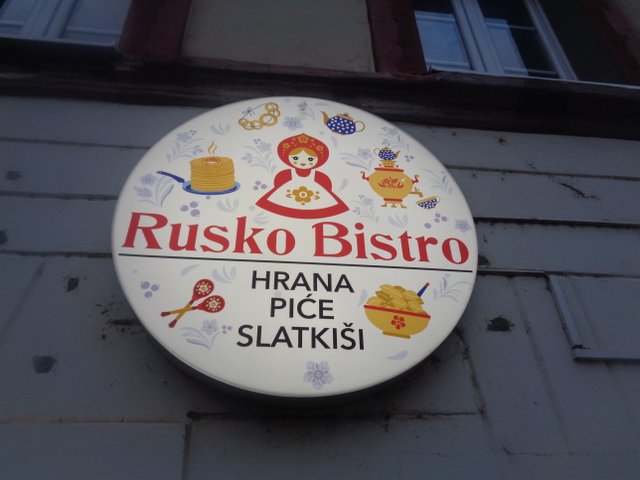 Rusko Bistro
HRANA
PIĆE
SLATKIŠI